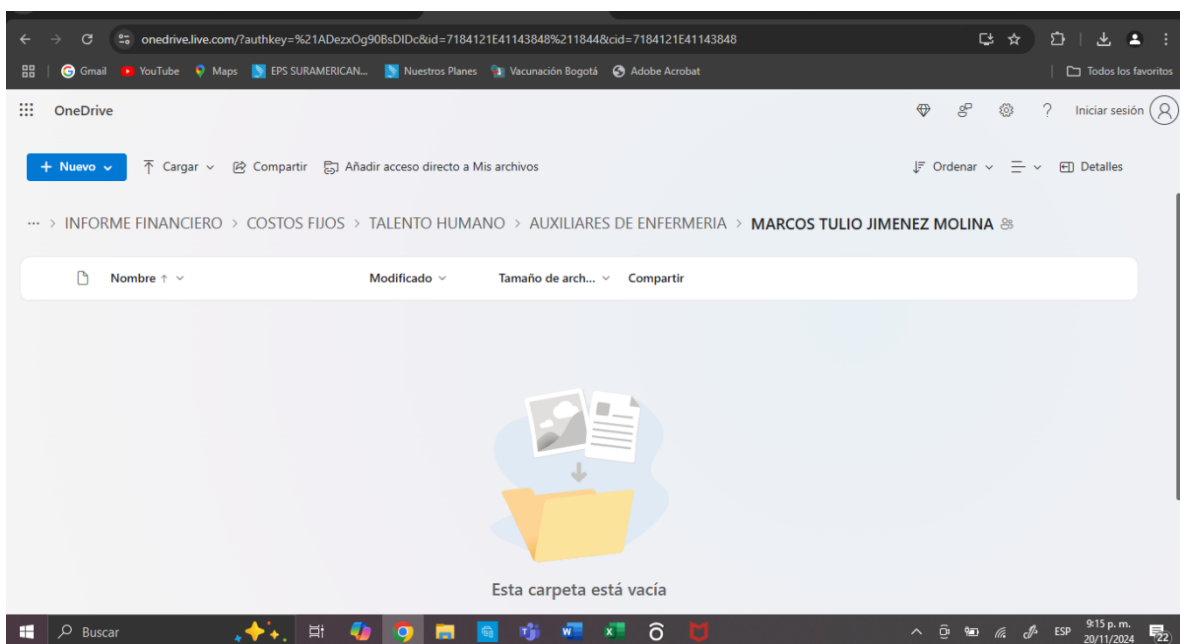 onedrive.live.com/?authkey=%21ADezxOg90BsDIDc&id=7184121E41143848%211844&cid=7184121E41143848
Gmail YouTube Maps EPS SURAMERICAN... Nuestros Planes Vacunación Bogotá Adobe Acrobat Todos los favoritos
OneDrive ? Iniciar sesión
+ Nuevo Cargar Compartir Añadir acceso directo a Mis archivos Ordenar Detalles
... > INFORME FINANCIERO > COSTOS FIJOS > TALENTO HUMANO > AUXILIARES DE ENFERMERIA > MARCOS TULIO JIMENEZ MOLINA
Nombre ↑ Modificado Tamaño de arch... Compartir
Esta carpeta está vacía
Buscar ESP 9:15 p. m.
20/11/2024 22